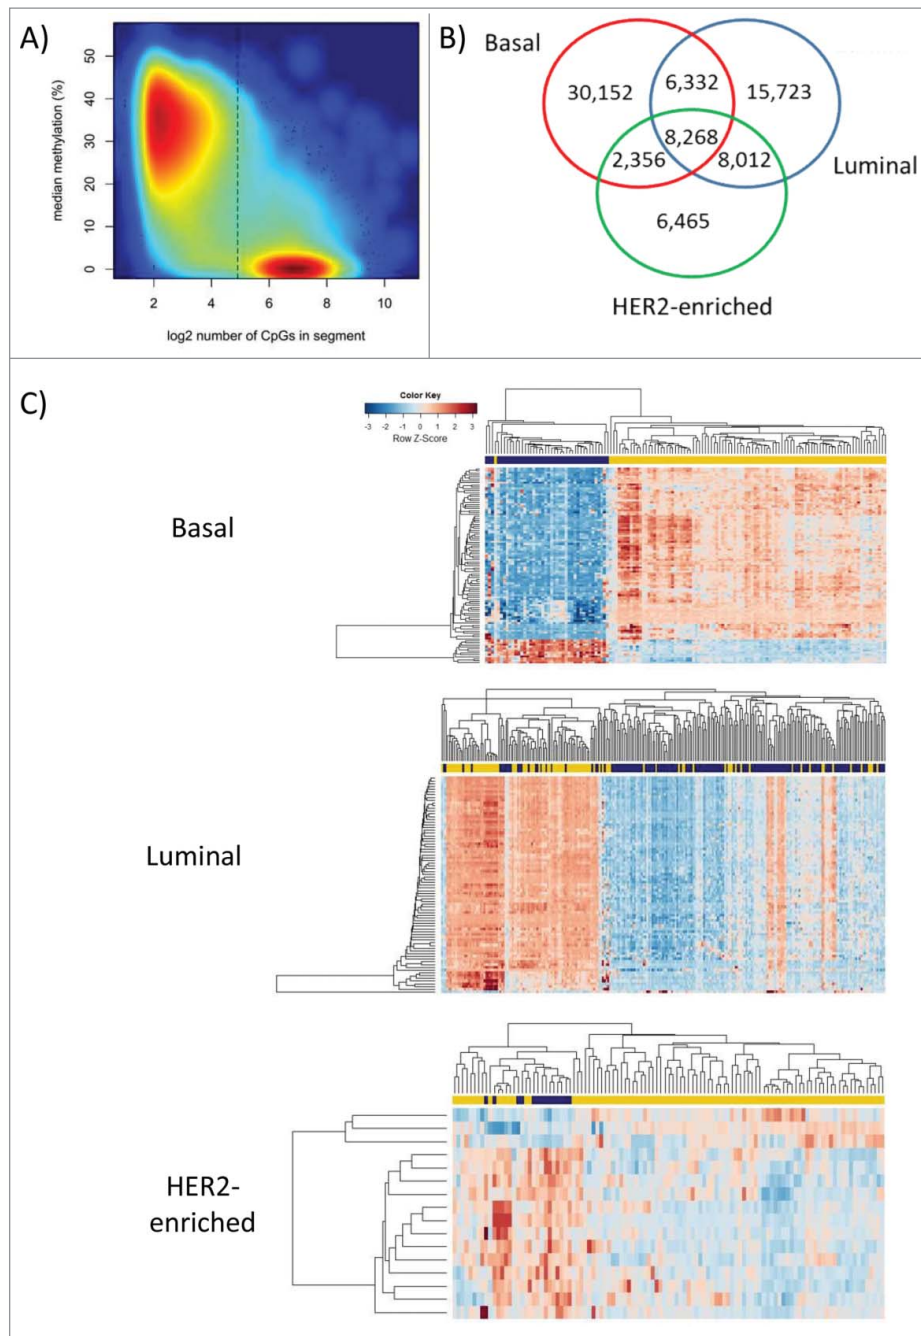 A)
median methylation (%)
50
40
30
20
10
0
2 4 6 8 10
log2 number of CpGs in segment
B)
Basal
30,152
6,332
15,723
8,268
2,356
8,012
Luminal
6,465
HER2-enriched
C)
Color Key
-3 -2 -1 0 1 2 3
Row Z-Score
Basal
Luminal
HER2-
enriched